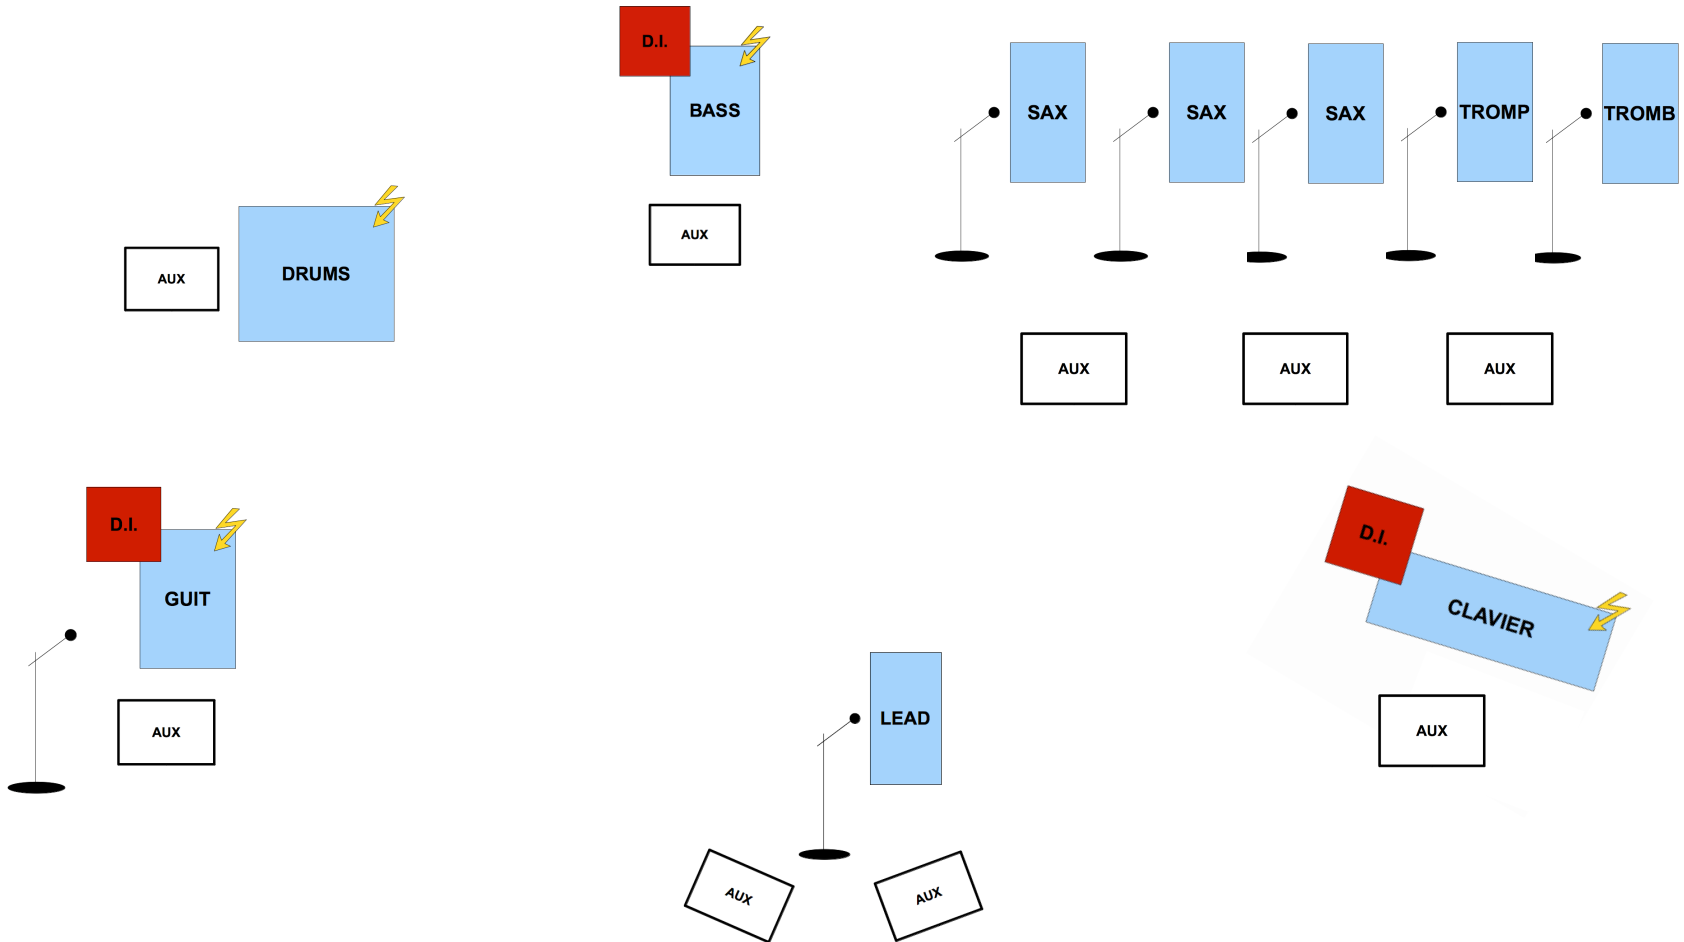 D.I.
BASS
SAX
SAX
SAX
TROMP
TROMB
AUX
DRUMS
AUX
AUX
AUX
AUX
D.I.
GUIT
AUX
D.I.
CLAVIER
AUX
LEAD
AUX
AUX